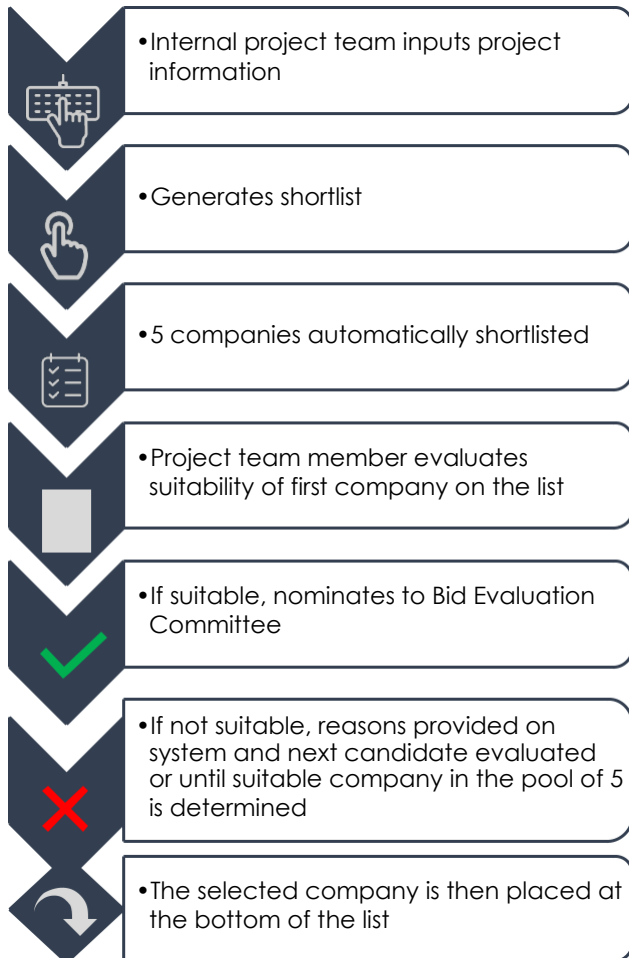 •Internal project team inputs project
information
•Generates shortlist
•5 companies automatically shortlisted
•Project team member evaluates
suitability of first company on the list
•If suitable, nominates to Bid Evaluation
Committee
•If not suitable, reasons provided on
system and next candidate evaluated
or until suitable company in the pool of 5
is determined
•The selected company is then placed at
the bottom of the list